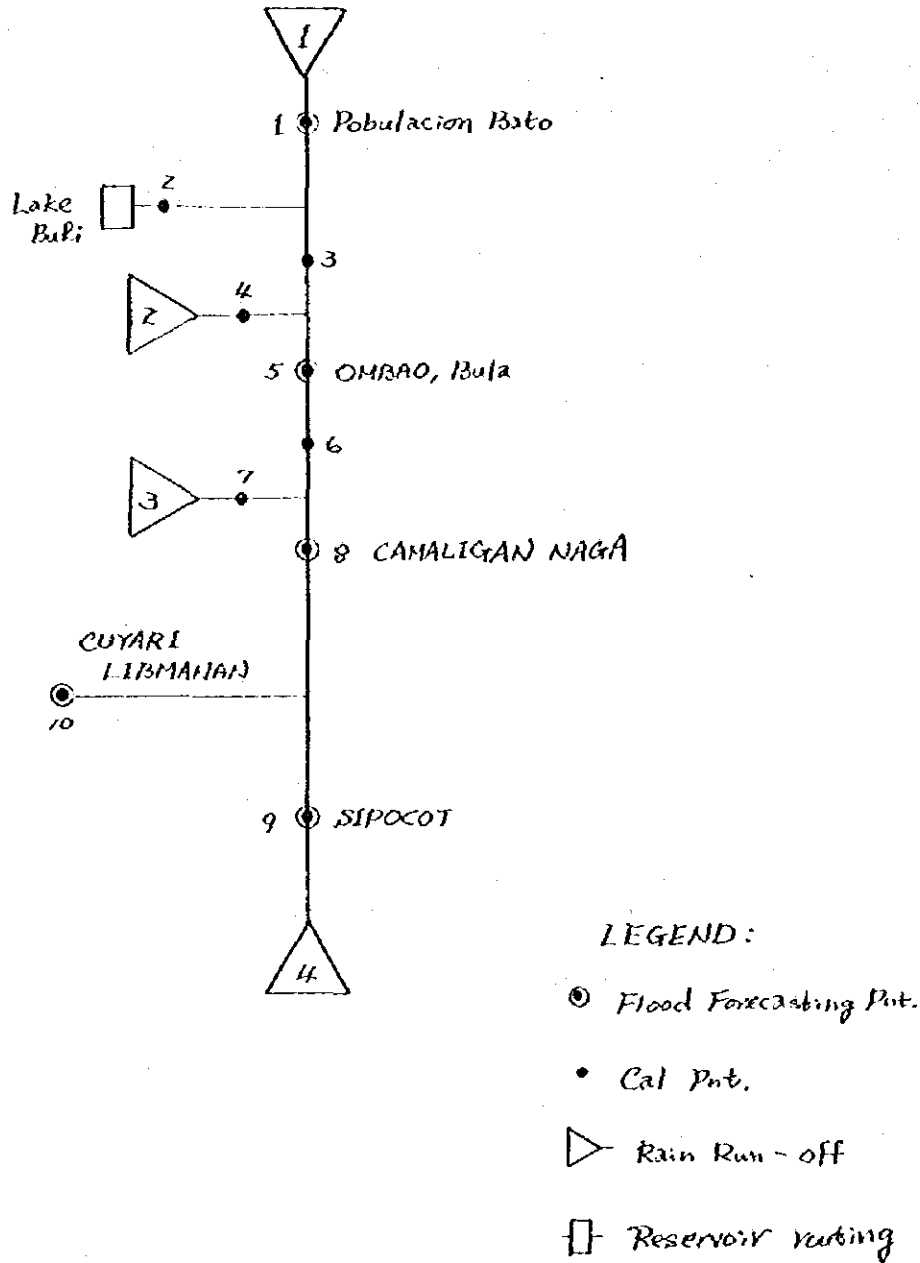 1
1 Pobulacion Bato
2
Lake
Buhi
3
4
2
5 OMBAO, Bula
6
7
3
8 CAMALIGAN NAGA
CUYARI
LIBMANAN
10
9 SIPOCOT
4
LEGEND:
Flood Forecasting Pnt.
Cal Pnt.
Rain Run-off
Reservoir routing